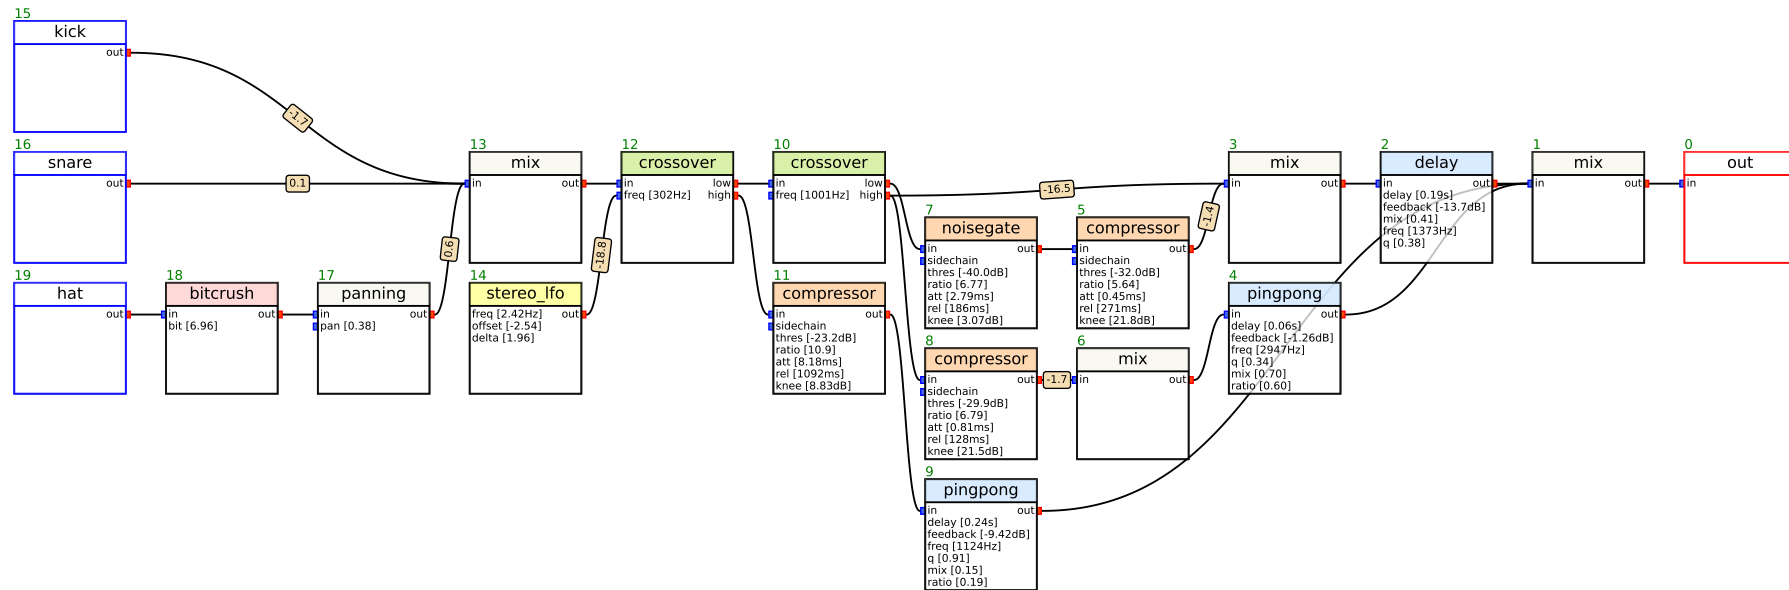 15
kick
out
-1.7
16
snare
out
0.1
19
hat
out
18
bitcrush
in
out
bit [6.96]
17
panning
in
out
pan [0.38]
0.6
13
mix
in
out
14
stereo_lfo
freq [2.42Hz]
out
offset [-2.54]
delta [1.96]
-18.8
12
crossover
in
low
freq [302Hz]
high
10
crossover
in
low
freq [1001Hz]
high
11
compressor
in
out
sidechain
thres [-23.2dB]
ratio [10.9]
att [8.18ms]
rel [1092ms]
knee [8.83dB]
-16.5
7
noisegate
in
out
sidechain
thres [-40.0dB]
ratio [6.77]
att [2.79ms]
rel [186ms]
knee [3.07dB]
5
compressor
in
out
sidechain
thres [-32.0dB]
ratio [5.64]
att [0.45ms]
rel [271ms]
knee [21.8dB]
-1.4
8
compressor
in
out
sidechain
thres [-29.9dB]
ratio [6.79]
att [0.81ms]
rel [128ms]
knee [21.5dB]
-1.7
6
mix
in
out
9
pingpong
in
out
delay [0.24s]
feedback [-9.42dB]
freq [1124Hz]
q [0.91]
mix [0.15]
ratio [0.19]
3
mix
in
out
4
pingpong
in
out
delay [0.06s]
feedback [-1.26dB]
freq [2947Hz]
q [0.34]
mix [0.70]
ratio [0.60]
2
delay
in
out
delay [0.19s]
feedback [-13.7dB]
mix [0.41]
freq [1373Hz]
q [0.38]
1
mix
in
out
0
out
in